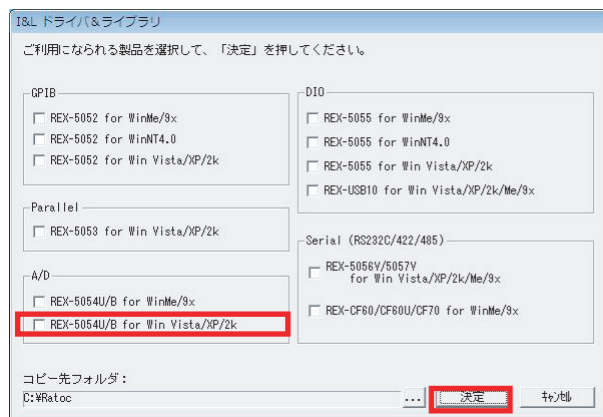 I&L ドライバ&ライブラリ
ご利用になられる製品を選択して、「決定」を押してください。
GPIB
REX-5052 for WinMe/9x
REX-5052 for WinNT4.0
REX-5052 for Win Vista/XP/2k
Parallel
REX-5053 for Win Vista/XP/2k
A/D
REX-5054U/B for WinMe/9x
REX-5054U/B for Win Vista/XP/2k
DIO
REX-5055 for WinMe/9x
REX-5055 for WinNT4.0
REX-5055 for Win Vista/XP/2k
REX-USB10 for Win Vista/XP/2k/Me/9x
Serial (RS232C/422/485)
REX-5056V/5057V
for Win Vista/XP/2k/Me/9x
REX-CF60/CF60U/CF70 for WinMe/9x
コピー先フォルダ:
C:¥Ratoc
...
決定
キャンセル